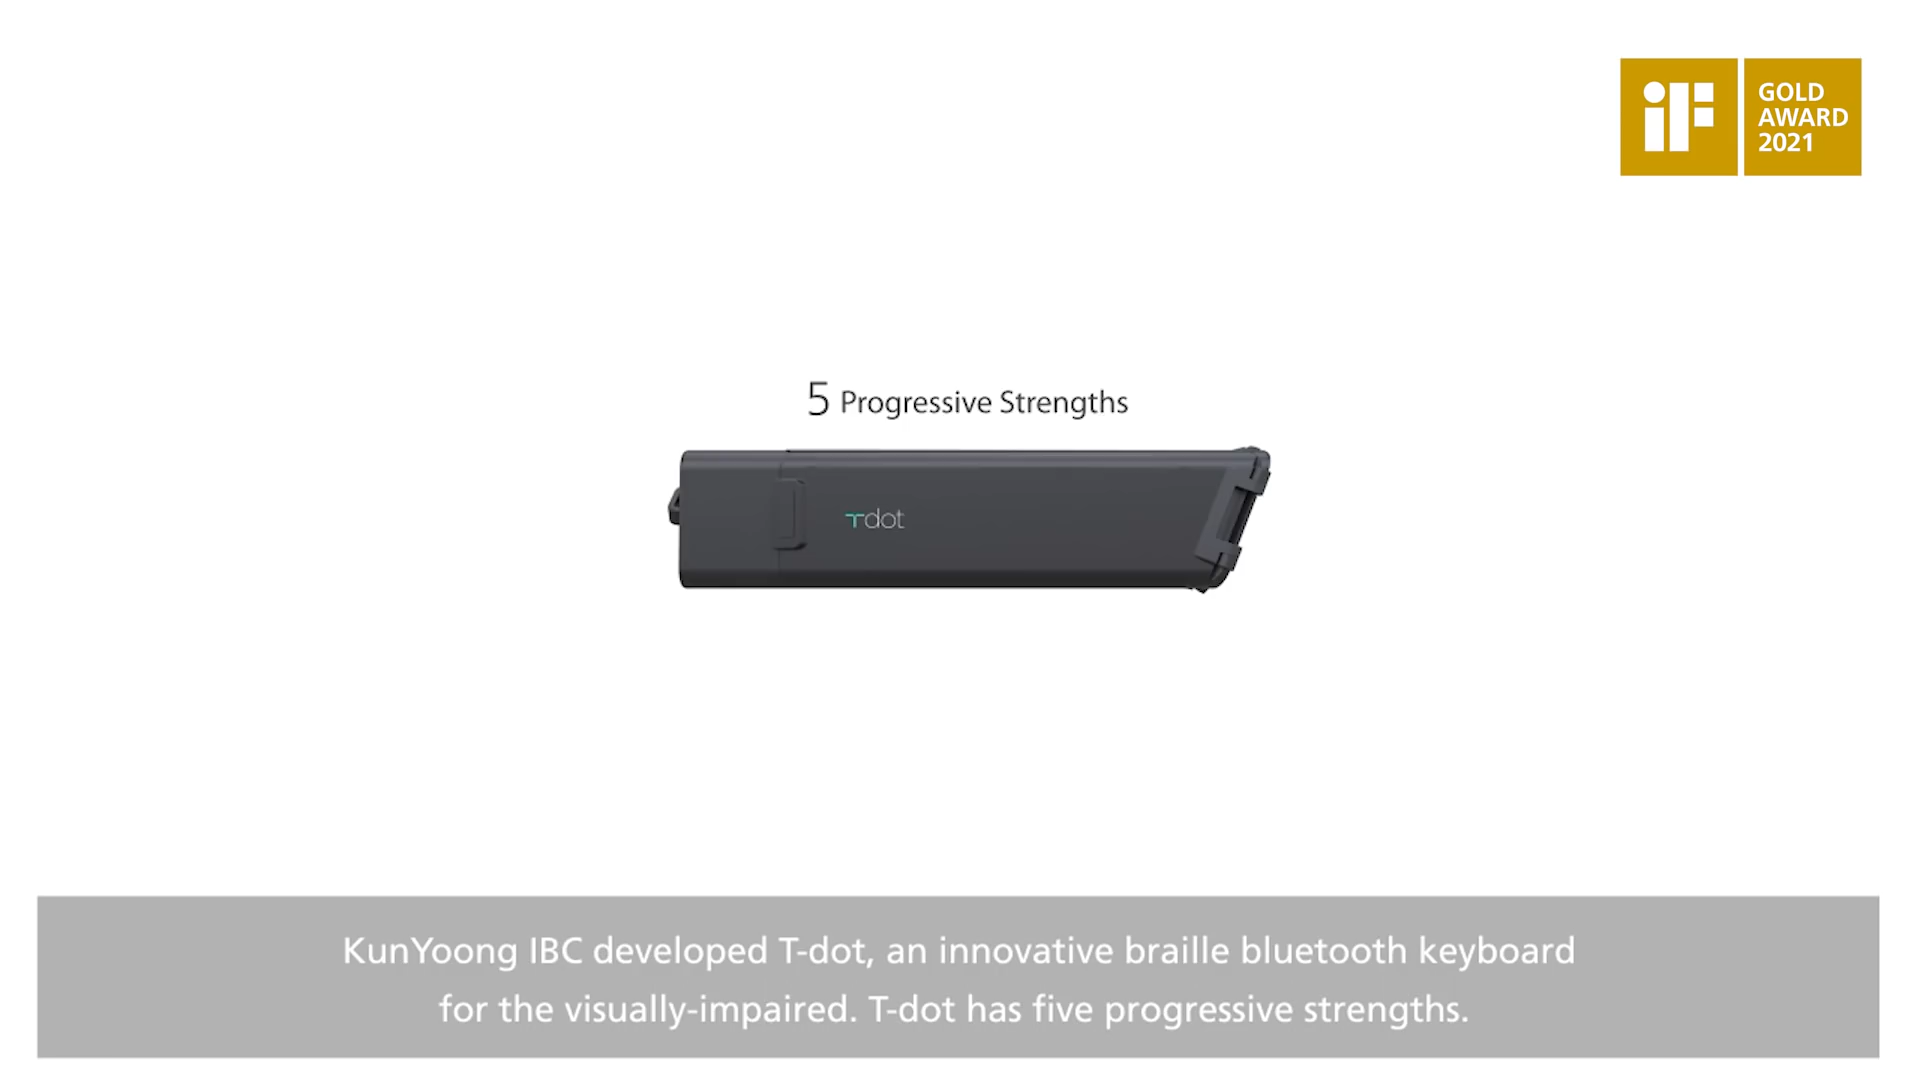 iF
GOLD
AWARD
2021
5 Progressive Strengths
Tdot
KunYoong IBC developed T-dot, an innovative braille bluetooth keyboard
for the visually-impaired. T-dot has five progressive strengths.